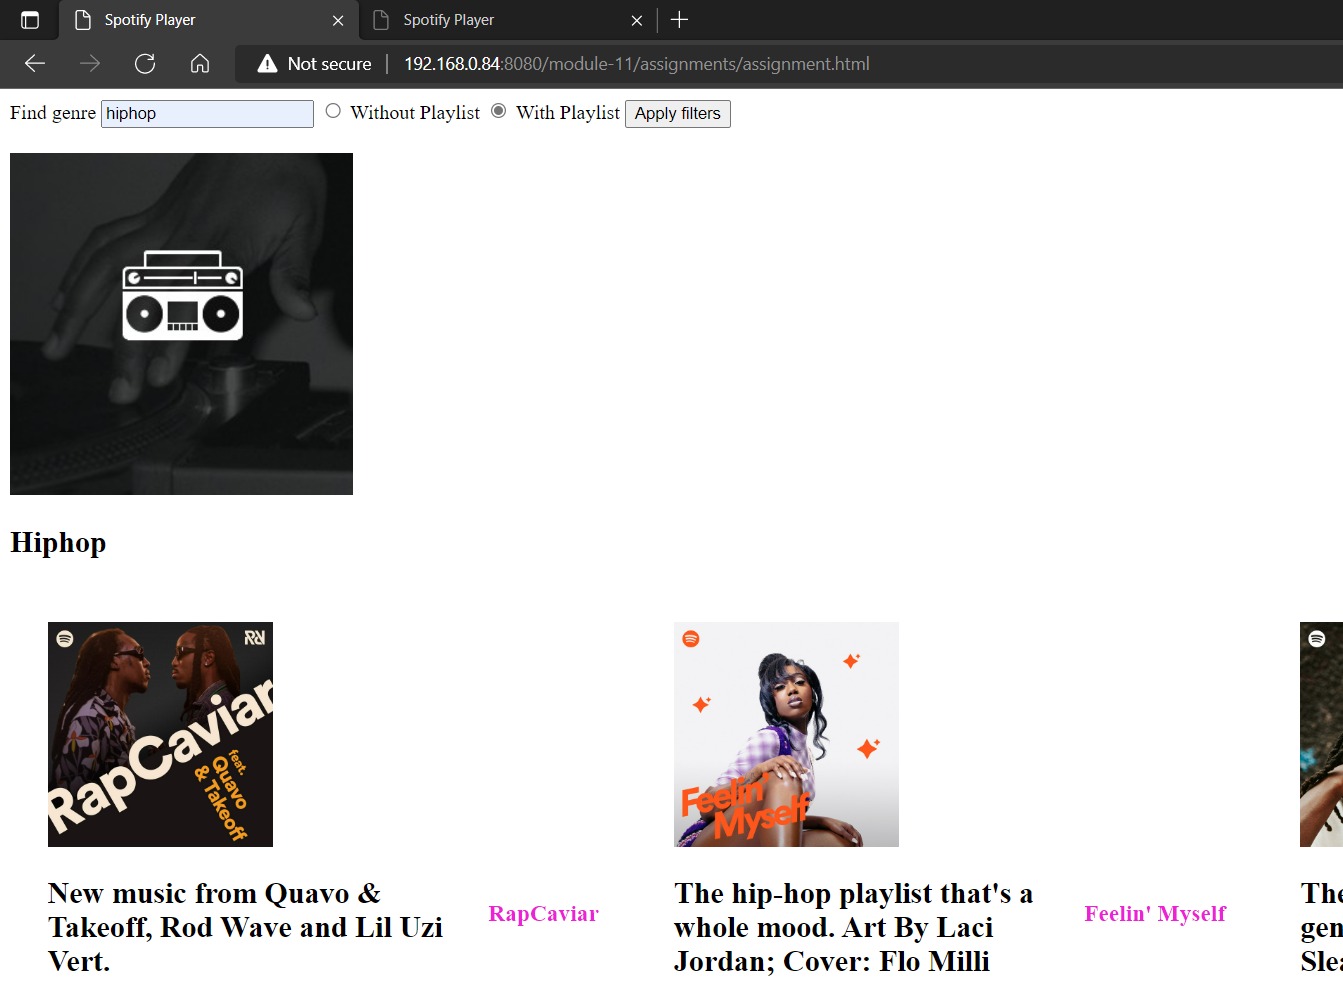 Spotify Player
Spotify Player
Not secure
192.168.0.84:8080/module-11/assignments/assignment.html
Find genre hiphop Without Playlist With Playlist Apply filters
Hiphop
RapCaviar
feat.
Quavo
& Takeoff
Feelin'
Myself
New music from Quavo &
Takeoff, Rod Wave and Lil Uzi
Vert.
RapCaviar
The hip-hop playlist that's a
whole mood. Art By Laci
Jordan; Cover: Flo Milli
Feelin' Myself
The